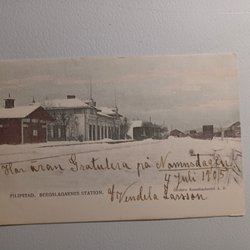 Har äran Gratulera på Namnsdagen
4 Juli 1905
FILIPSTAD. BERGSLAGARNES STATION.
Vendela Larsson